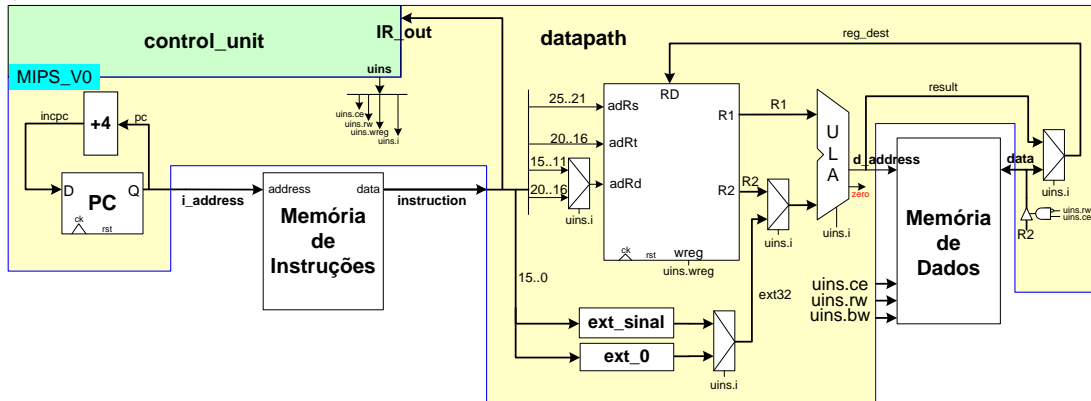 control_unit
IR_out
datapath
reg_dest
MIPS_V0
uins
uins.ce
uins.rw
uins.wreg
uins.i
incpc
+4
pc
D
PC
Q
ck
rst
i_address
address
data
Memória
de
Instruções
instruction
25..21
20..16
15..11
20..16
uins.i
adRs
adRt
adRd
RD
R1
R2
ck
rst
wreg
uins.wreg
R1
R2
uins.i
U
L
A
uins.i
zero
result
d_address
data
uins.i
uins.rw
uins.ce
R2
Memória
de
Dados
uins.ce
uins.rw
uins.bw
15..0
ext_sinal
ext_0
uins.i
ext32